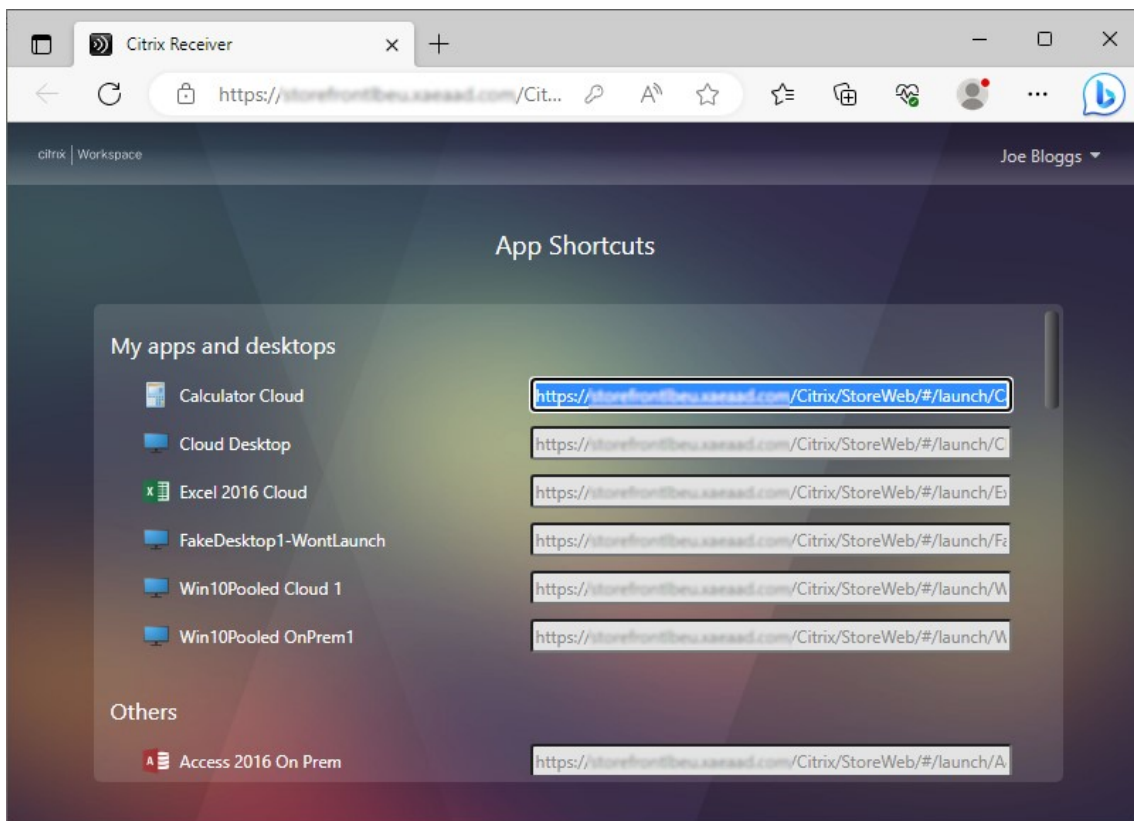 Citrix Receiver
https:// /Cit...
citrix | Workspace
Joe Bloggs
App Shortcuts
My apps and desktops
Calculator Cloud
https:// /Citrix/StoreWeb/#/launch/C
Cloud Desktop
https:// /Citrix/StoreWeb/#/launch/C
Excel 2016 Cloud
https:// /Citrix/StoreWeb/#/launch/Ex
FakeDesktop1-WontLaunch
https:// /Citrix/StoreWeb/#/launch/Fa
Win10Pooled Cloud 1
https:// /Citrix/StoreWeb/#/launch/W
Win10Pooled OnPrem1
https:// /Citrix/StoreWeb/#/launch/W
Others
Access 2016 On Prem
https:// /Citrix/StoreWeb/#/launch/A